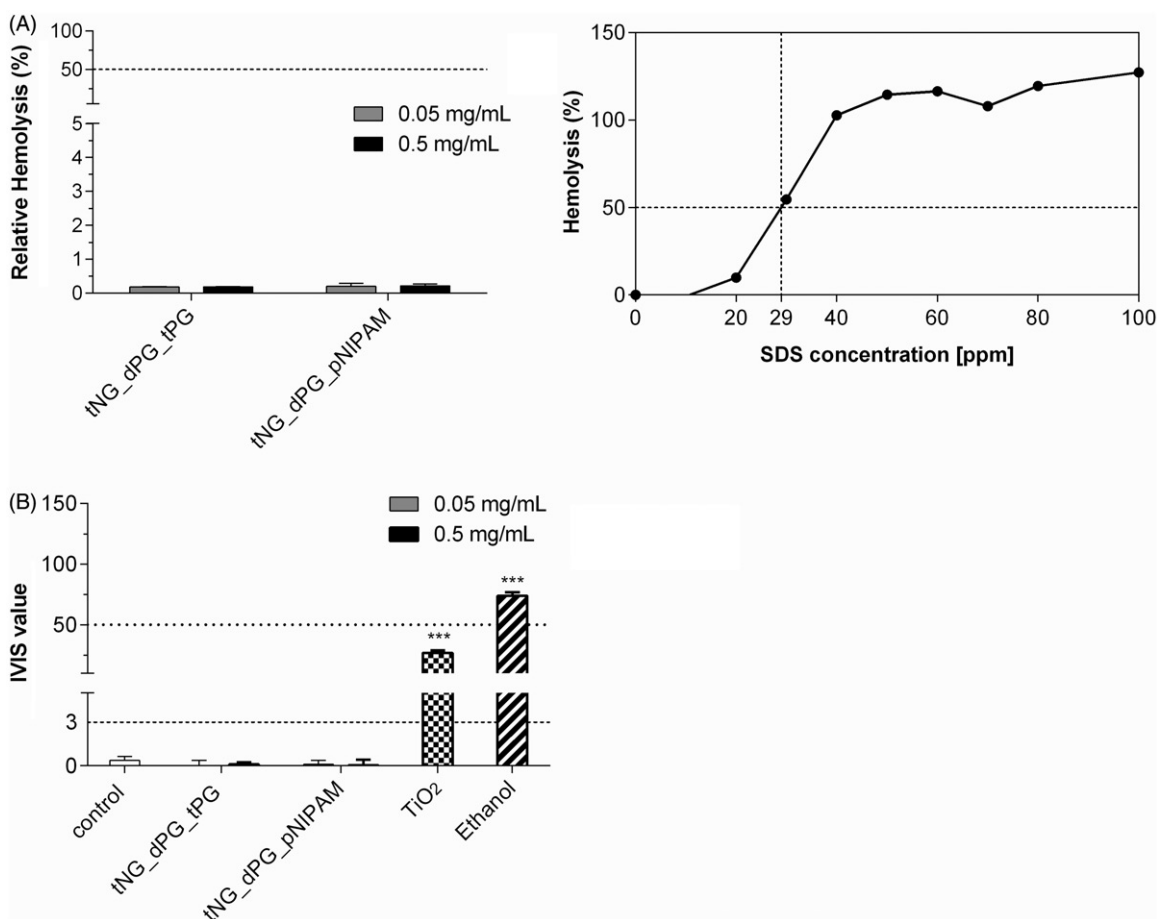 (A)
Relative Hemolysis (%)
100
50
5
4
3
2
1
0
0.05 mg/mL
0.5 mg/mL
tNG_dPG_tPG
tNG_dPG_pNIPAM
Hemolysis (%)
150
100
50
0
0 20 29 40 60 80 100
SDS concentration [ppm]
(B)
IVIS value
150
100
50
3
0
0.05 mg/mL
0.5 mg/mL
***
***
control
tNG_dPG_tPG
tNG_dPG_pNIPAM
TiO2
Ethanol